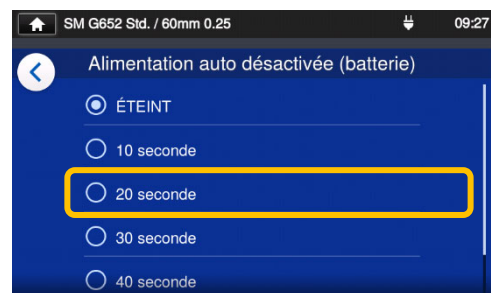 SM G652 Std. / 60mm 0.25 09:27
Alimentation auto désactivée (batterie)
ÉTEINT
10 seconde
20 seconde
30 seconde
40 seconde